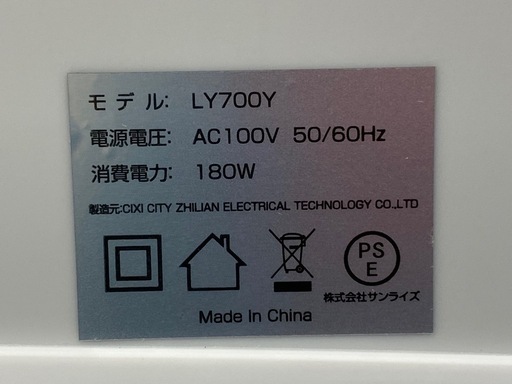 モデル: LY700Y
電源電圧: AC100V 50/60Hz
消費電力: 180W
製造元:CIXI CITY ZHILIAN ELECTRICAL TECHNOLOGY CO.,LTD
PS
E
株式会社サンライズ
Made In China